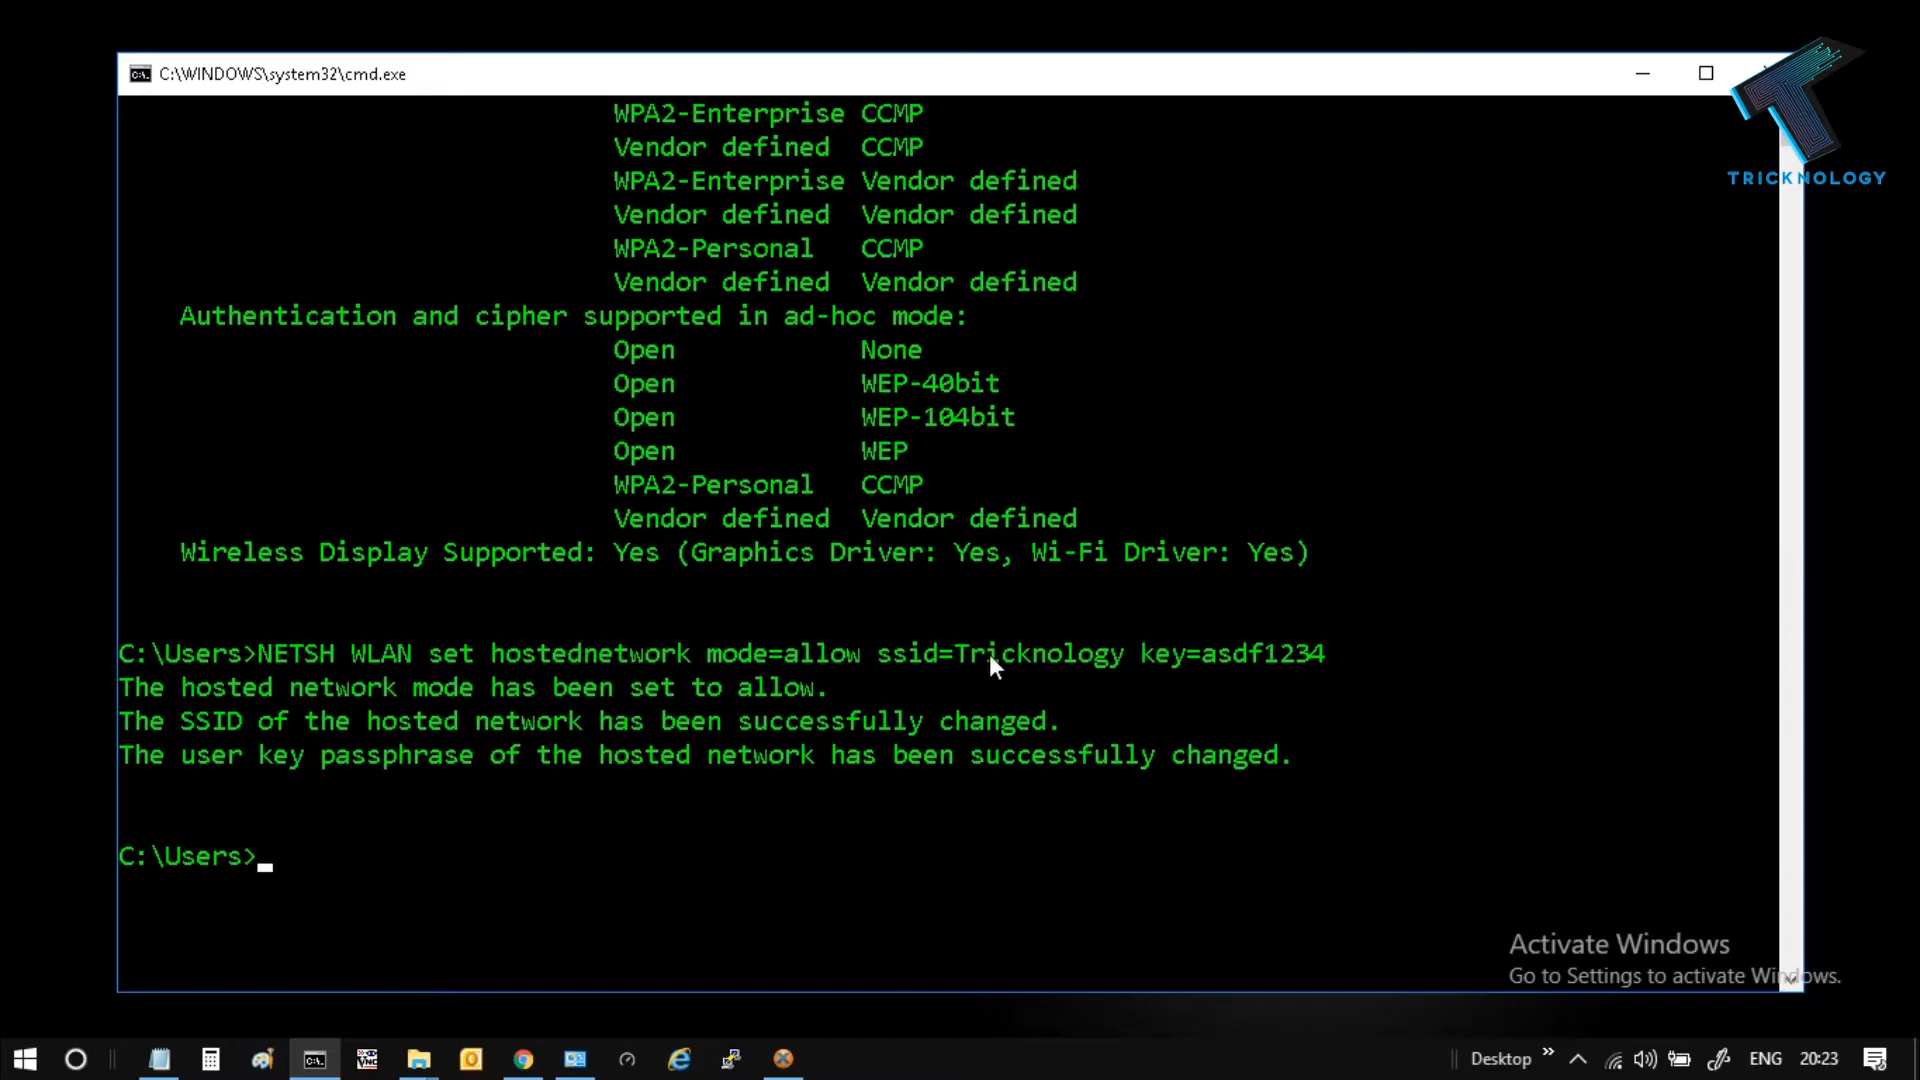 C:\WINDOWS\system32\cmd.exe
TRICKNOLOGY
WPA2-Enterprise CCMP
Vendor defined CCMP
WPA2-Enterprise Vendor defined
Vendor defined Vendor defined
WPA2-Personal CCMP
Vendor defined Vendor defined
Authentication and cipher supported in ad-hoc mode:
Open None
Open WEP-40bit
Open WEP-104bit
Open WEP
WPA2-Personal CCMP
Vendor defined Vendor defined
Wireless Display Supported: Yes (Graphics Driver: Yes, Wi-Fi Driver: Yes)
C:\Users>NETSH WLAN set hostednetwork mode=allow ssid=Tricknology key=asdf1234
The hosted network mode has been set to allow.
The SSID of the hosted network has been successfully changed.
The user key passphrase of the hosted network has been successfully changed.
C:\Users>
Activate Windows
Go to Settings to activate Windows.
Desktop » ENG 20:23